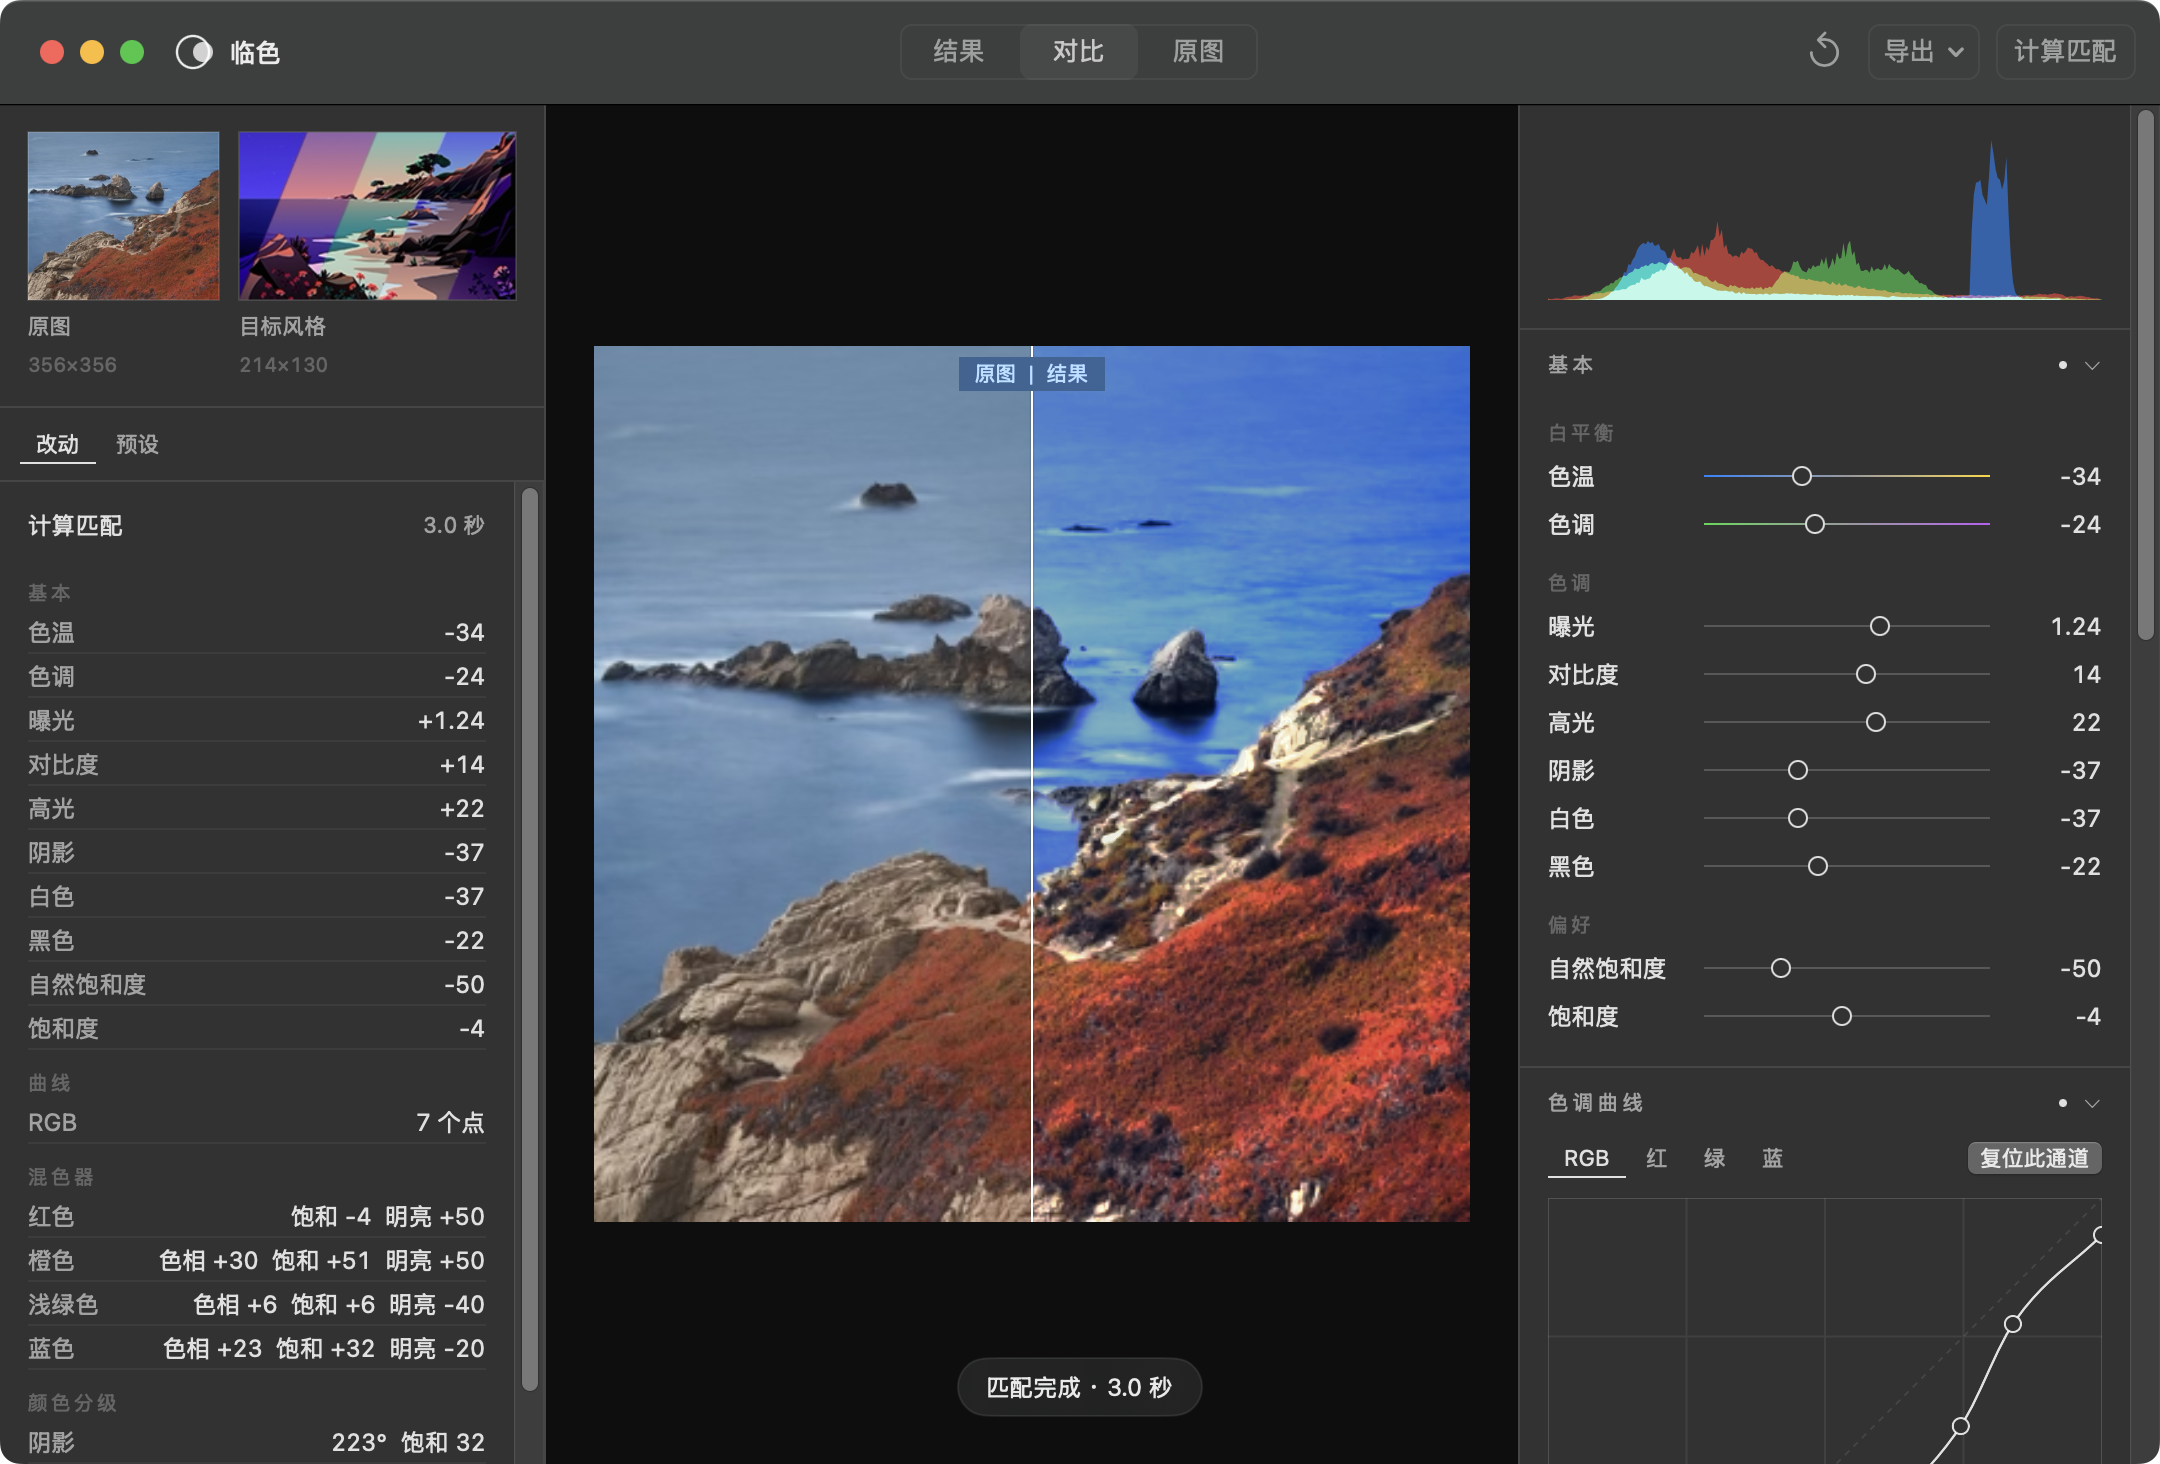 临色
结果 对比 原图
导出 计算匹配
原图 目标风格
356×356 214×130
改动 预设
计算匹配 3.0 秒
基本
色温 -34
色调 -24
曝光 +1.24
对比度 +14
高光 +22
阴影 -37
白色 -37
黑色 -22
自然饱和度 -50
饱和度 -4
曲线
RGB 7 个点
混色器
红色 饱和 -4 明亮 +50
橙色 色相 +30 饱和 +51 明亮 +50
浅绿色 色相 +6 饱和 +6 明亮 -40
蓝色 色相 +23 饱和 +32 明亮 -20
颜色分级
阴影 223° 饱和 32
原图 | 结果
匹配完成 · 3.0 秒
基本
白平衡
色温 -34
色调 -24
色调
曝光 1.24
对比度 14
高光 22
阴影 -37
白色 -37
黑色 -22
偏好
自然饱和度 -50
饱和度 -4
色调曲线
RGB 红 绿 蓝 复位此通道